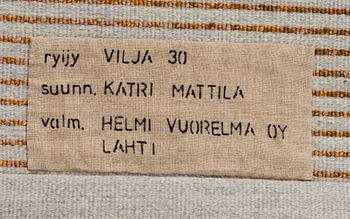 ryijy VILJA 30
suunn. KATRI MATTILA
valm. HELMI VUORELMA OY
LAHTI